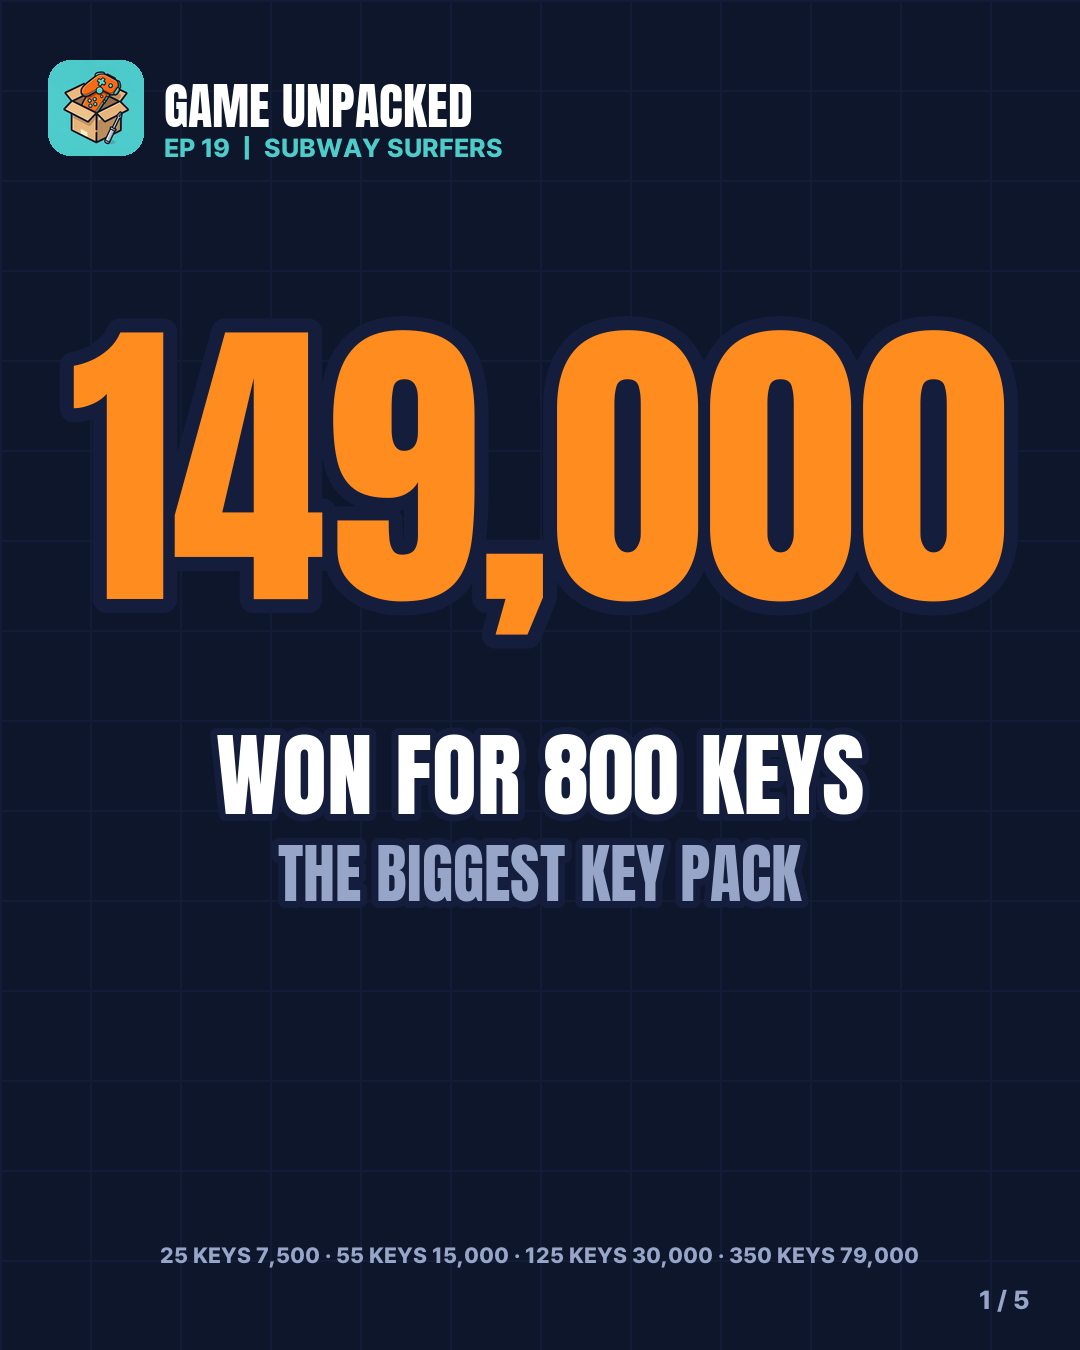 GAME UNPACKED
EP 19 | SUBWAY SURFERS
149,000
WON FOR 800 KEYS
THE BIGGEST KEY PACK
25 KEYS 7,500 · 55 KEYS 15,000 · 125 KEYS 30,000 · 350 KEYS 79,000
1 / 5